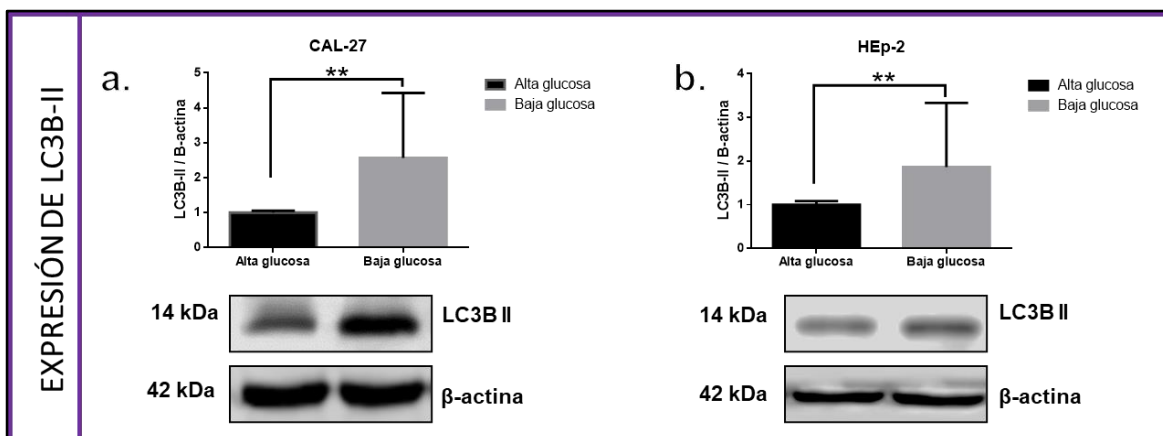 EXPRESIÓN DE LC3B-II
a.
CAL-27
**
LC3B-II / B-actina
5
4
3
2
1
0
Alta glucosa
Baja glucosa
Alta glucosa
Baja glucosa
14 kDa
LC3B II
42 kDa
β-actina
b.
HEp-2
**
LC3B-II / B-actina
4
3
2
1
0
Alta glucosa
Baja glucosa
Alta glucosa
Baja glucosa
14 kDa
LC3B II
42 kDa
β-actina